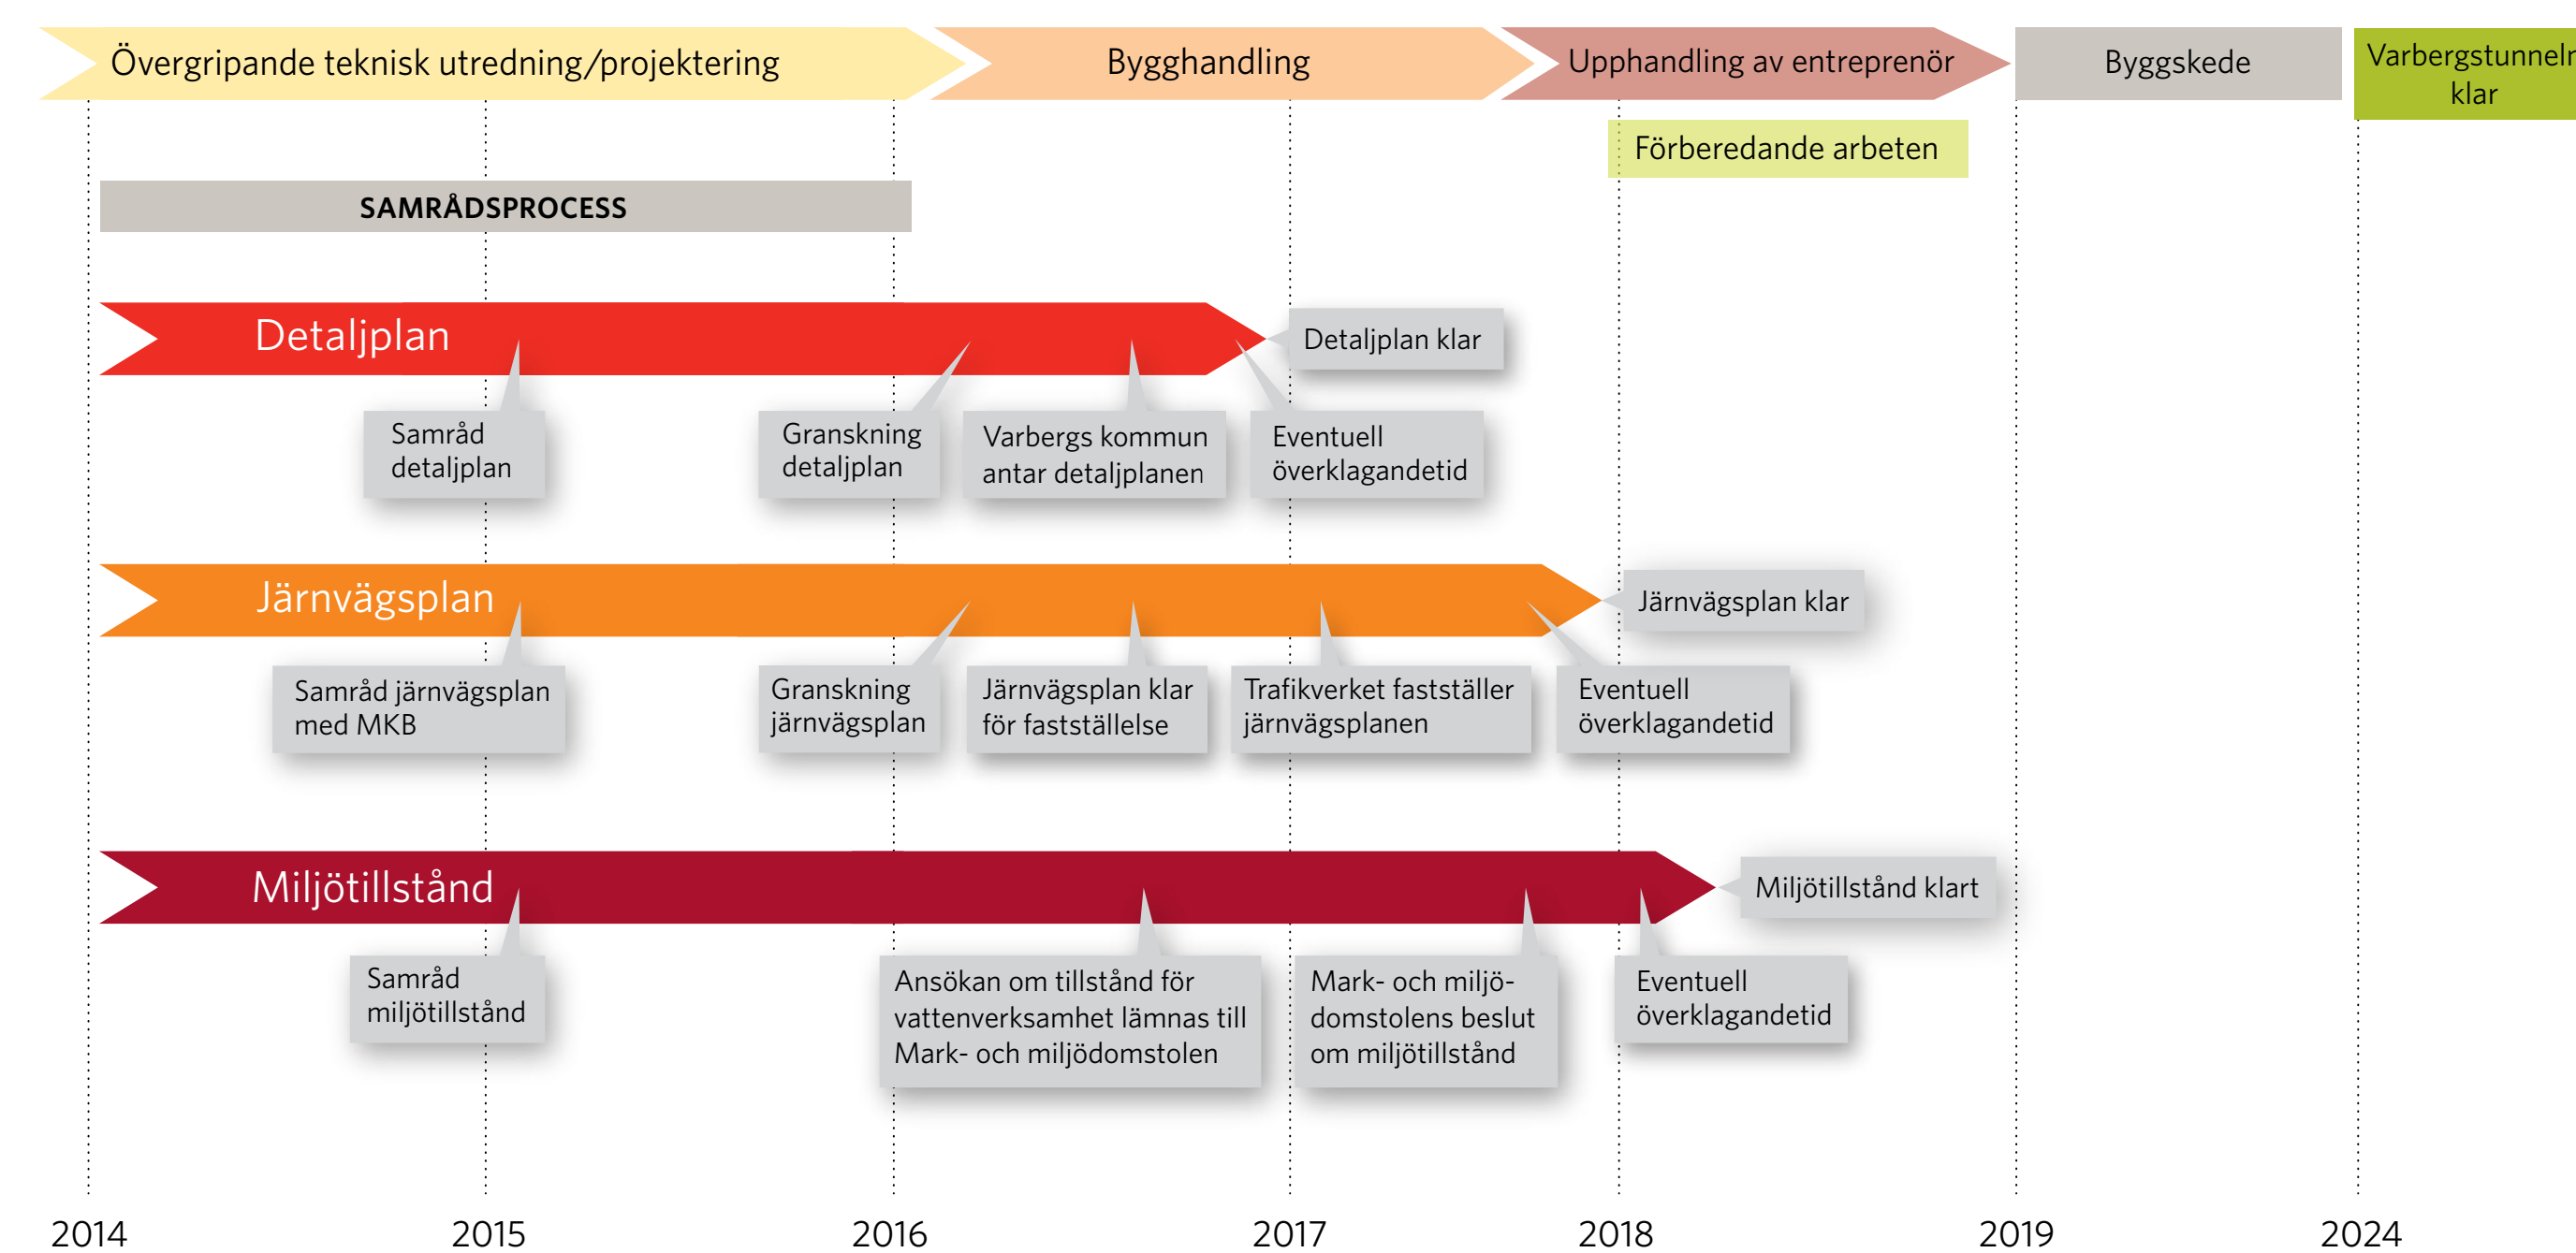 Övergripande teknisk utredning/projektering
Bygghandling
Upphandling av entreprenör
Byggskede
Varbergstunneln
klar
Förberedande arbeten
SAMRÅDSPROCESS
Detaljplan
Detaljplan klar
Samråd
detaljplan
Granskning
detaljplan
Varbergs kommun
antar detaljplanen
Eventuell
överklagandetid
Järnvägsplan
Järnvägsplan klar
Samråd järnvägsplan
med MKB
Granskning
järnvägsplan
Järnvägsplan klar
för fastställelse
Trafikverket fastställer
järnvägsplanen
Eventuell
överklagandetid
Miljötillstånd
Miljötillstånd klart
Samråd
miljötillstånd
Ansökan om tillstånd för
vattenverksamhet lämnas till
Mark- och miljödomstolen
Mark- och miljö-
domstolens beslut
om miljötillstånd
Eventuell
överklagandetid
2014
2015
2016
2017
2018
2019
2024